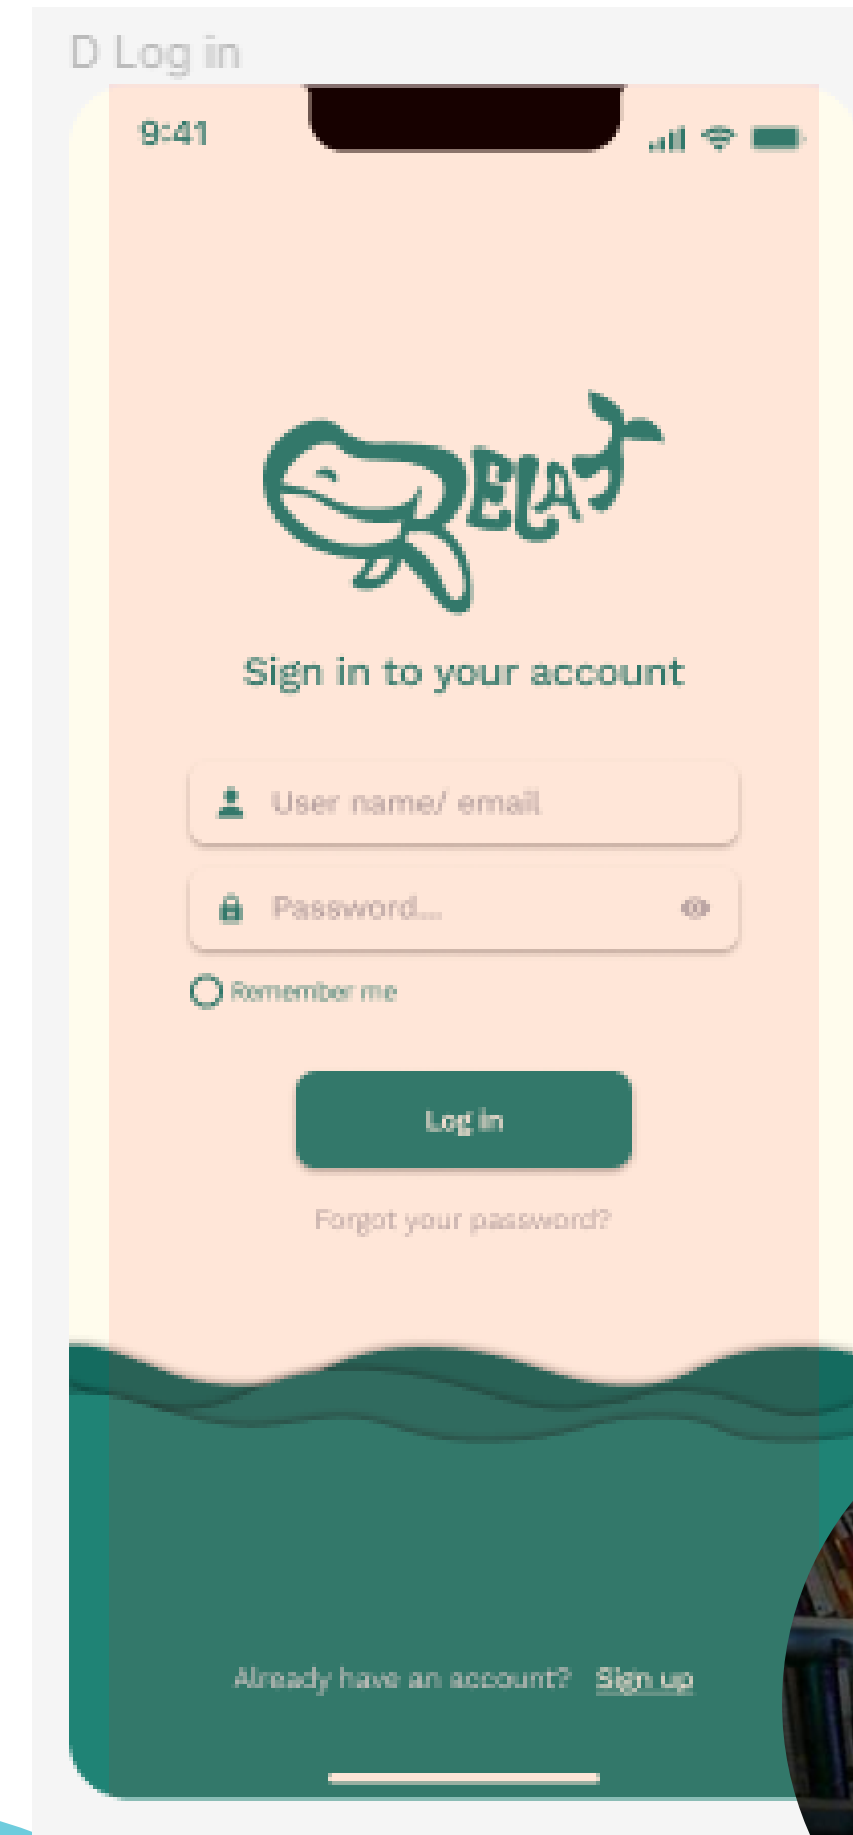 D Log in
9:41
RELAX
Sign in to your account
User name/ email
Password...
Remember me
Log in
Forgot your password?
Already have an account? Sign up